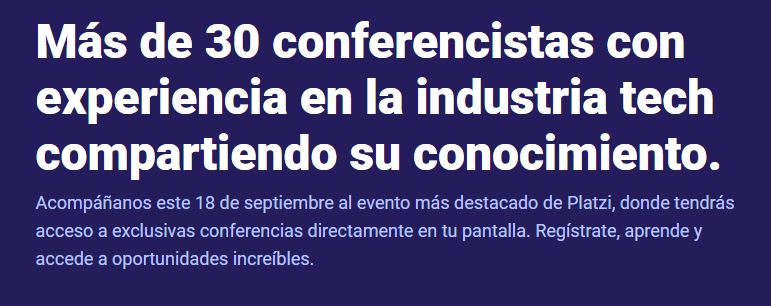 Más de 30 conferencistas con
experiencia en la industria tech
compartiendo su conocimiento.
Acompáñanos este 18 de septiembre al evento más destacado de Platzi, donde tendrás
acceso a exclusivas conferencias directamente en tu pantalla. Regístrate, aprende y
accede a oportunidades increíbles.